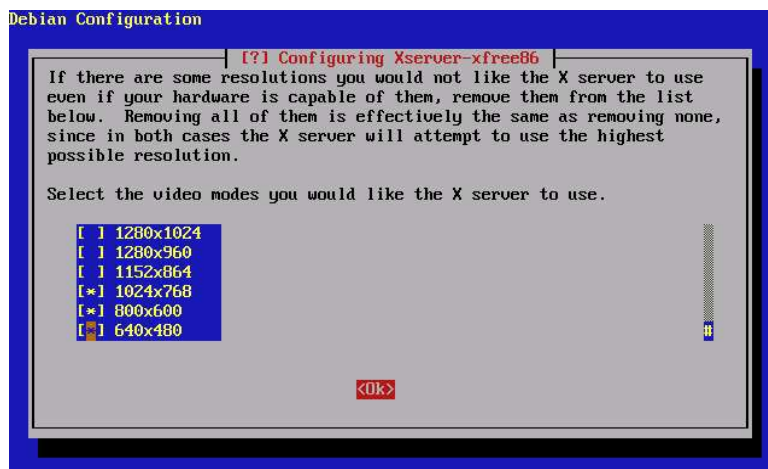 Debian Configuration
[?] Configuring Xserver-xfree86
If there are some resolutions you would not like the X server to use
even if your hardware is capable of them, remove them from the list
below.  Removing all of them is effectively the same as removing none,
since in both cases the X server will attempt to use the highest
possible resolution.
Select the video modes you would like the X server to use.
[ ] 1280x1024
[ ] 1280x960
[ ] 1152x864
[*] 1024x768
[*] 800x600
[*] 640x480
#
<Ok>